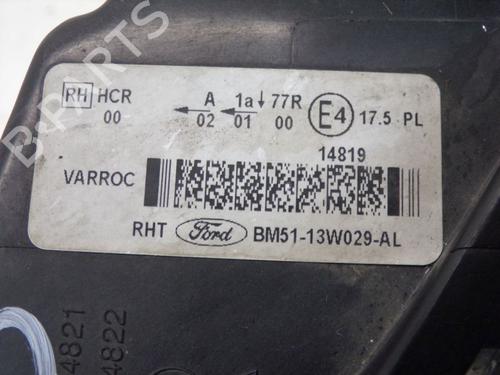 B-PARTS
RH HCR A 1a↓77R E4 17.5 PL
00 ← 02 ← 01 00
14819
VARROC
RHT Ford BM51-13W029-AL
4821
4822